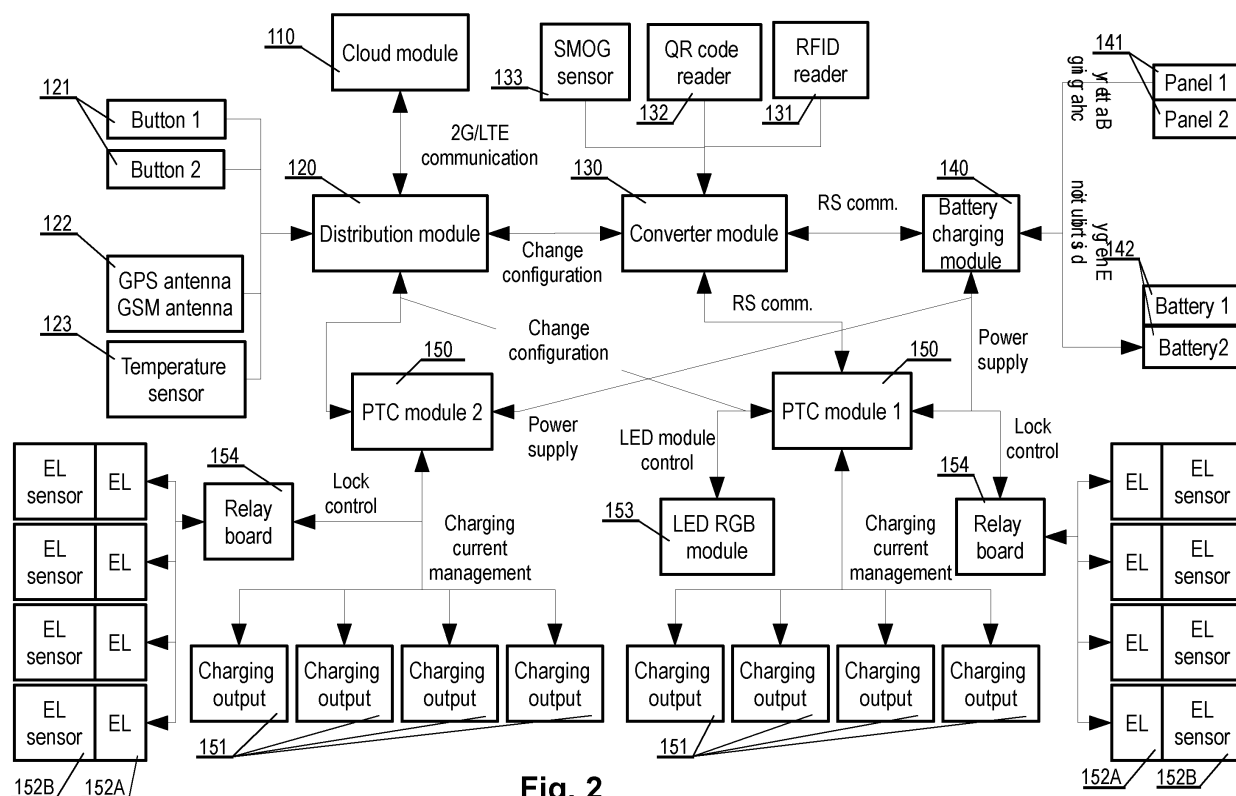 110
Cloud module
SMOG
sensor
133
QR code
reader
132
RFID
reader
131
141
Panel 1
Panel 2
121
Button 1
Button 2
2G/LTE
communication
120
Distribution module
130
Converter module
Change
configuration
RS comm.
140
Battery
charging
module
Battery
charging
Energy
distribution
142
Battery 1
Battery2
122
GPS antenna
GSM antenna
123
Temperature
sensor
Change
configuration
RS comm.
Power
supply
150
PTC module 2
Power
supply
150
PTC module 1
LED module
control
Lock
control
153
LED RGB
module
154
Relay
board
Lock
control
154
Relay
board
Charging
current
management
Charging
current
management
EL
sensor
EL
EL
sensor
EL
EL
sensor
EL
EL
sensor
EL
152B
152A
EL
EL
sensor
EL
EL
sensor
EL
EL
sensor
EL
EL
sensor
152A
152B
Charging
output
Charging
output
Charging
output
Charging
output
151
Charging
output
Charging
output
Charging
output
Charging
output
151
Fig. 2